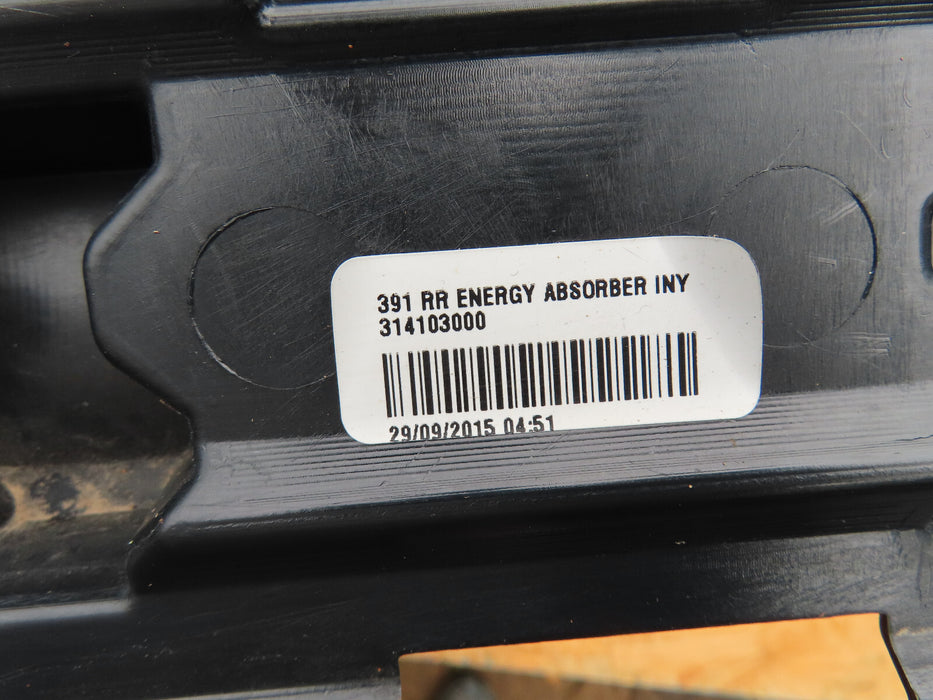 391 RR ENERGY ABSORBER INY
314103000
29/09/2015 04:51